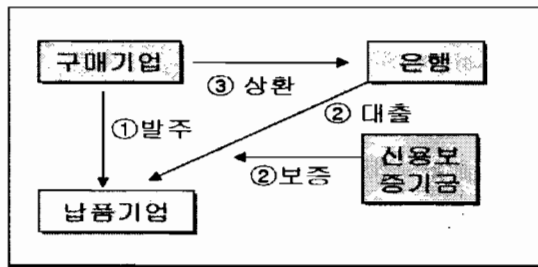 구매기업
은행
③ 상환
② 대출
①발주
②보증
신용보
증기금
납품기업